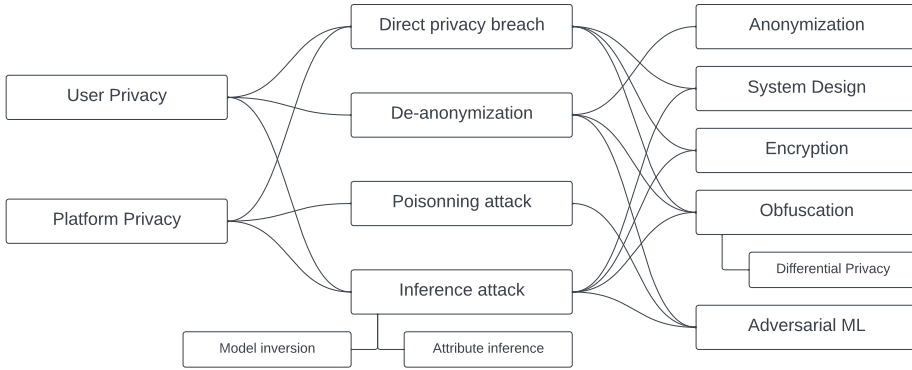 Direct privacy breach
Anonymization
User Privacy
System Design
De-anonymization
Encryption
Platform Privacy
Poisonning attack
Obfuscation
Differential Privacy
Inference attack
Adversarial ML
Model inversion
Attribute inference